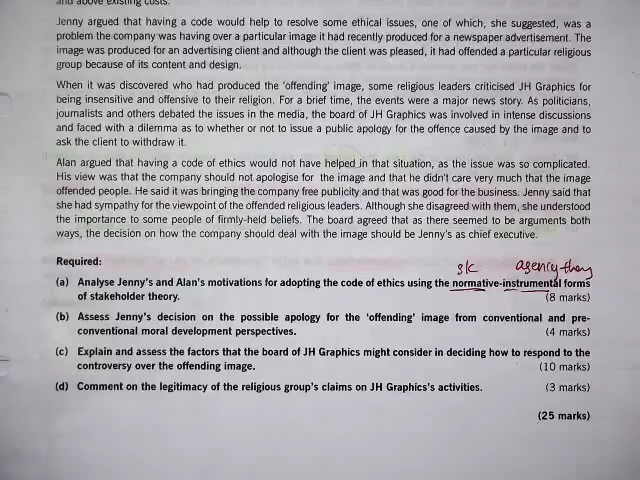 and above existing costs.
Jenny argued that having a code would help to resolve some ethical issues, one of which, she suggested, was a
problem the company was having over a particular image it had recently produced for a newspaper advertisement. The
image was produced for an advertising client and although the client was pleased, it had offended a particular religious
group because of its content and design.
When it was discovered who had produced the 'offending' image, some religious leaders criticised JH Graphics for
being insensitive and offensive to their religion. For a brief time, the events were a major news story. As politicians,
journalists and others debated the issues in the media, the board of JH Graphics was involved in intense discussions
and faced with a dilemma as to whether or not to issue a public apology for the offence caused by the image and to
ask the client to withdraw it.
Alan argued that having a code of ethics would not have helped in that situation, as the issue was so complicated.
His view was that the company should not apologise for the image and that he didn't care very much that the image
offended people. He said it was bringing the company free publicity and that was good for the business. Jenny said that
she had sympathy for the viewpoint of the offended religious leaders. Although she disagreed with them, she understood
the importance to some people of firmly-held beliefs. The board agreed that as there seemed to be arguments both
ways, the decision on how the company should deal with the image should be Jenny's as chief executive.
Required:
agency
(a) Analyse Jenny's and Alan's motivations for adopting the code of ethics using the normative-instrumental forms
of stakeholder theory. (8 marks)
(b) Assess Jenny's decision on the possible apology for the 'offending' image from conventional and pre-
conventional moral development perspectives. (4 marks)
(c) Explain and assess the factors that the board of JH Graphics might consider in deciding how to respond to the
controversy over the offending image. (10 marks)
(d) Comment on the legitimacy of the religious group's claims on JH Graphics's activities. (3 marks)
(25 marks)